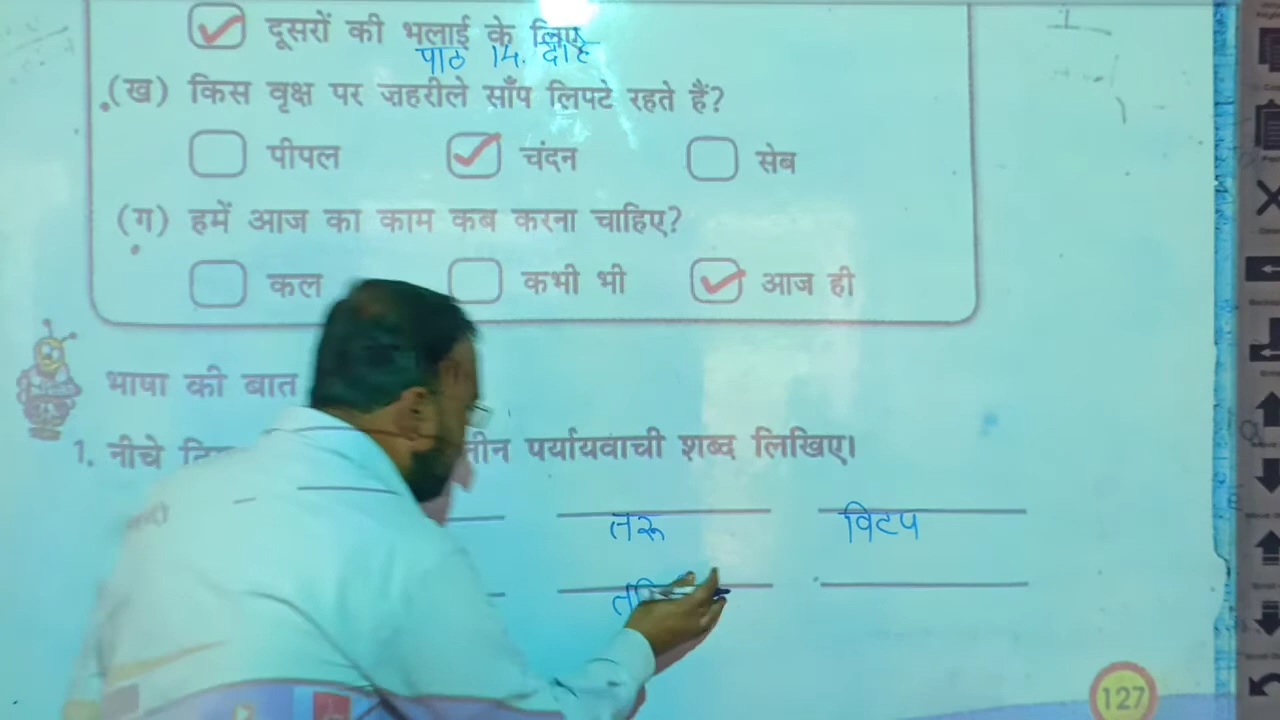 दूसरों की भलाई के लिए
पाठ 14. दोहे
(ख) किस वृक्ष पर ज़हरीले साँप लिपटे रहते हैं?
पीपल चंदन सेब
(ग) हमें आज का काम कब करना चाहिए?
कल कभी भी आज ही
भाषा की बात
1. नीचे तीन पर्यायवाची शब्द लिखिए।
तरू विटप
127